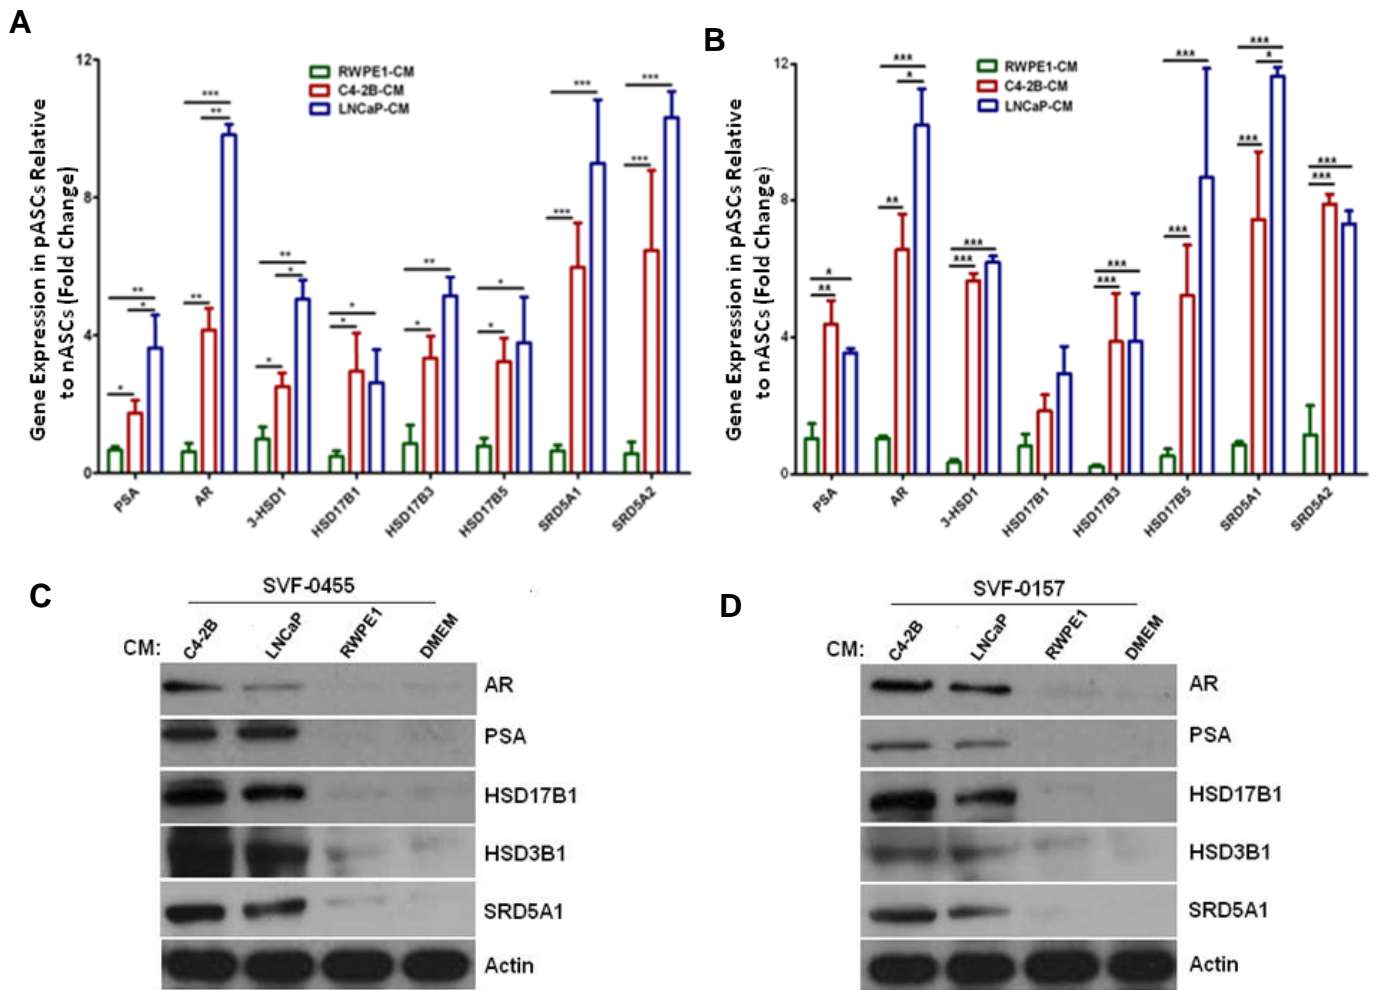 A
Gene Expression in pASCs Relative
to nASCs (Fold Change)
12
8
4
0
RWPE1-CM
C4-2B-CM
LNCaP-CM
* ** *
** *** **
* ** *
* *
* **
* *
*** ***
*** ***
PSA
AR
3-HSD1
HSD17B1
HSD17B3
HSD17B5
SRD5A1
SRD5A2
B
Gene Expression in pASCs Relative
to nASCs (Fold Change)
12
8
4
0
RWPE1-CM
C4-2B-CM
LNCaP-CM
** *
** *** *
*** ***
*** ***
*** ***
*** *** *
*** ***
PSA
AR
3-HSD1
HSD17B1
HSD17B3
HSD17B5
SRD5A1
SRD5A2
C
SVF-0455
CM: C4-2B LNCaP RWPE1 DMEM
AR
PSA
HSD17B1
HSD3B1
SRD5A1
Actin
D
SVF-0157
CM: C4-2B LNCaP RWPE1 DMEM
AR
PSA
HSD17B1
HSD3B1
SRD5A1
Actin